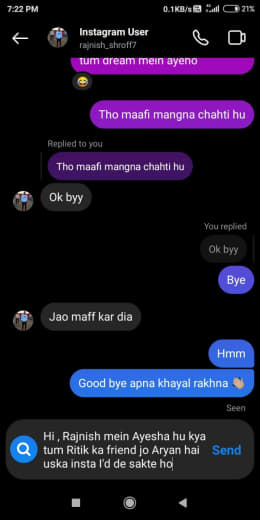 7:22 PM
0.1KB/s
21%
Instagram User
rajnish_shroff7
tum dream mein ayeno
Tho maafi mangna chahti hu
Replied to you
Tho maafi mangna chahti hu
Ok byy
You replied
Ok byy
Bye
Jao maff kar dia
Hmm
Good bye apna khayal rakhna 👋🏼
Seen
Hi , Rajnish mein Ayesha hu kya
tum Ritik ka friend jo Aryan hai
uska insta I'd de sakte ho
Send